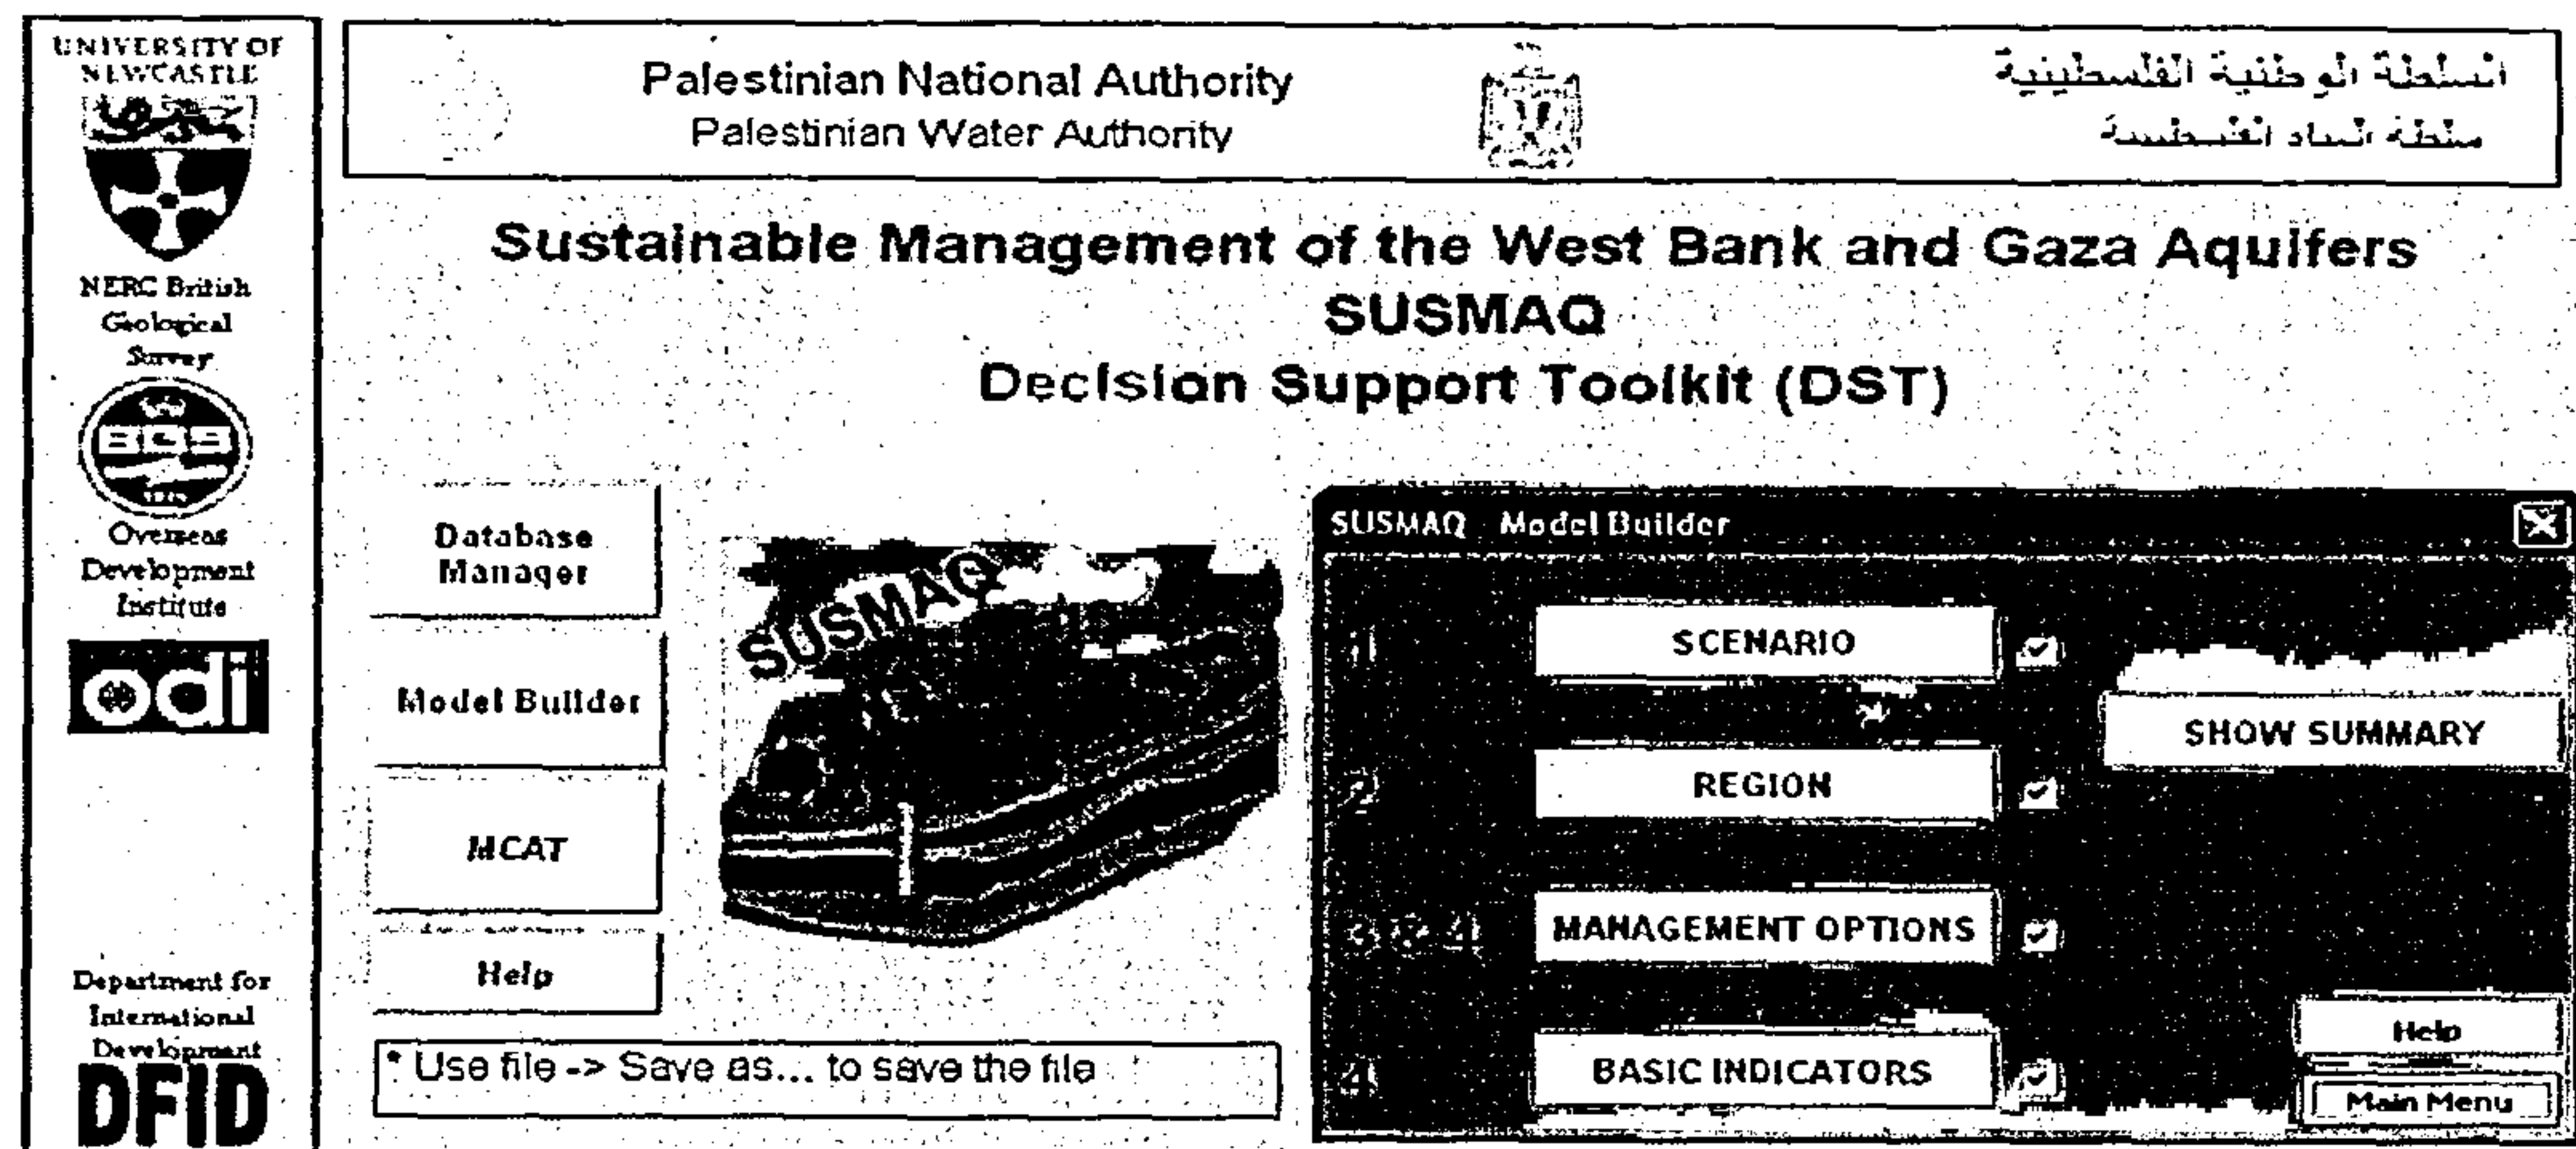 UNIVERSITY OF
NEWCASTLE
NERC British
Geological
Survey
BGS
Overseas
Development
Institute
odi
Department for
International
Development
DFID
Palestinian National Authority
Palestinian Water Authority
السلطة الوطنية الفلسطينية
سلطة المياه الفلسطينية
Sustainable Management of the West Bank and Gaza Aquifers
SUSMAQ
Decision Support Toolkit (DST)
Database
Manager
Model Builder
MCAT
Help
SUSMAQ
* Use file -> Save as... to save the file
SUSMAQ Model Builder
1 SCENARIO
SHOW SUMMARY
2 REGION
3 & 4 MANAGEMENT OPTIONS
4 BASIC INDICATORS
Help
Main Menu